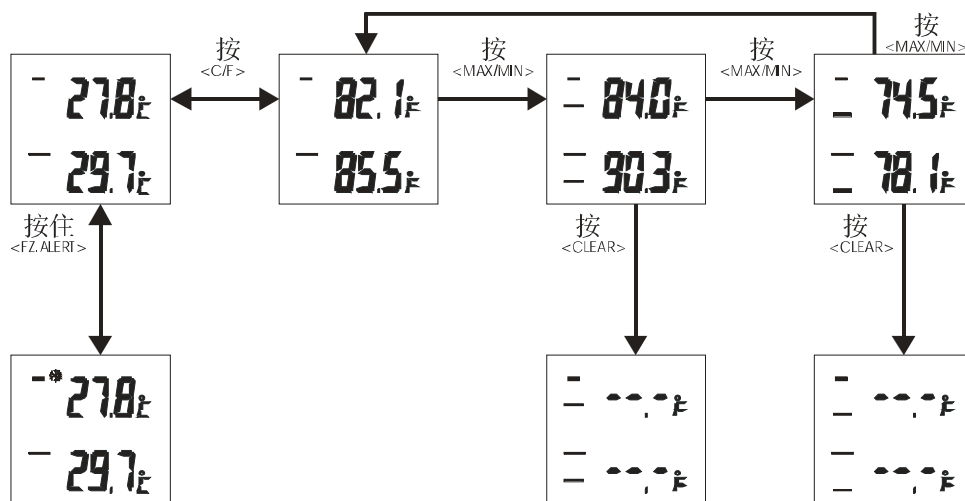 按
<C/F>
按
<MAX/MIN>
按
<MAX/MIN>
按
<MAX/MIN>
27.8°C
29.7°C
82.1°F
85.5°F
84.0°F
90.3°F
74.5°F
78.1°F
按住
<FZ.ALERT>
按
<CLEAR>
按
<CLEAR>
27.8°C
29.7°C
--.-°F
--.-°F
--.-°F
--.-°F